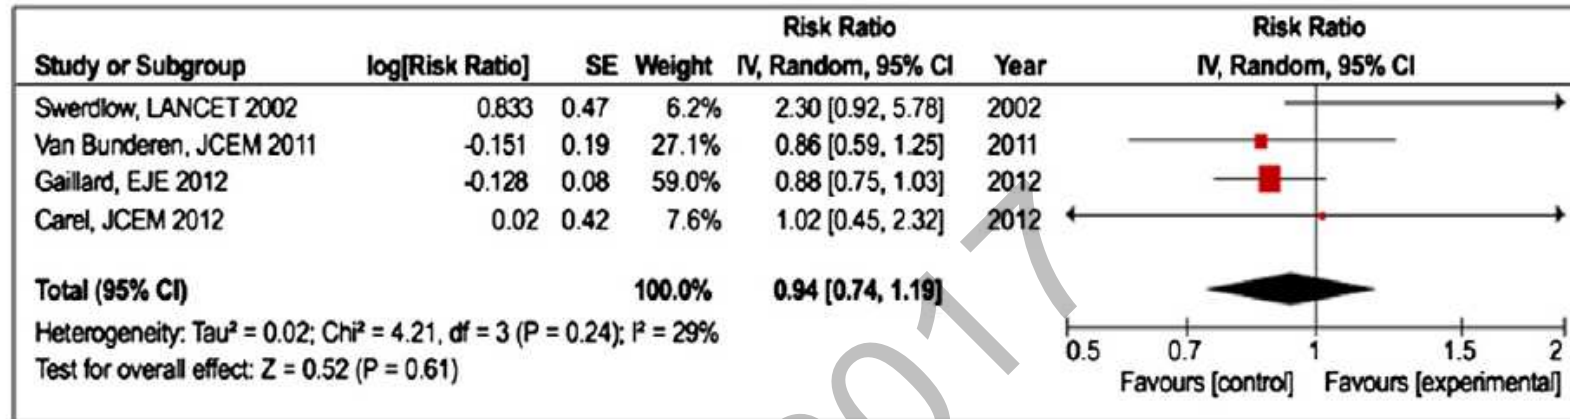 Risk Ratio Risk Ratio
Study or Subgroup log[Risk Ratio] SE Weight IV, Random, 95% CI Year IV, Random, 95% CI
Swerdlow, LANCET 2002 0.833 0.47 6.2% 2.30 [0.92, 5.78] 2002
Van Bunderen, JCEM 2011 -0.151 0.19 27.1% 0.86 [0.59, 1.25] 2011
Gaillard, EJE 2012 -0.128 0.08 59.0% 0.88 [0.75, 1.03] 2012
Carel, JCEM 2012 0.02 0.42 7.6% 1.02 [0.45, 2.32] 2012
Total (95% CI) 100.0% 0.94 [0.74, 1.19]
Heterogeneity: Tau² = 0.02; Chi² = 4.21, df = 3 (P = 0.24); I² = 29%
Test for overall effect: Z = 0.52 (P = 0.61)
0.5 0.7 1 1.5 2
Favours [control] Favours [experimental]
2017